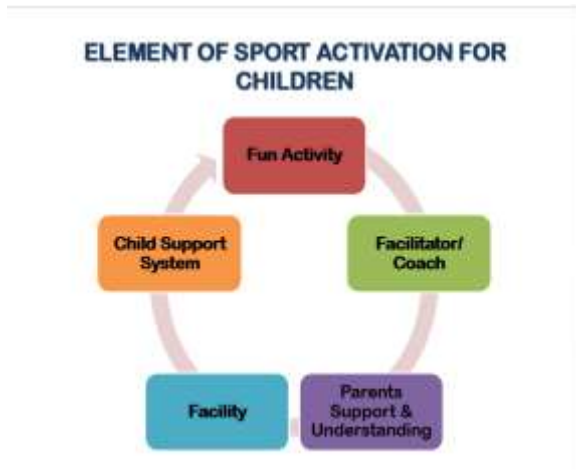 ELEMENT OF SPORT ACTIVATION FOR
CHILDREN
Fun Activity
Facilitator/
Coach
Parents
Support &
Understanding
Facility
Child Support
System